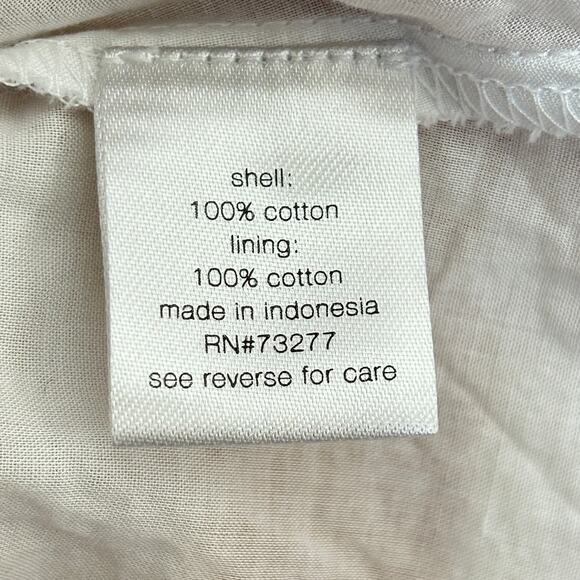 shell:
100% cotton
lining:
100% cotton
made in indonesia
RN#73277
see reverse for care